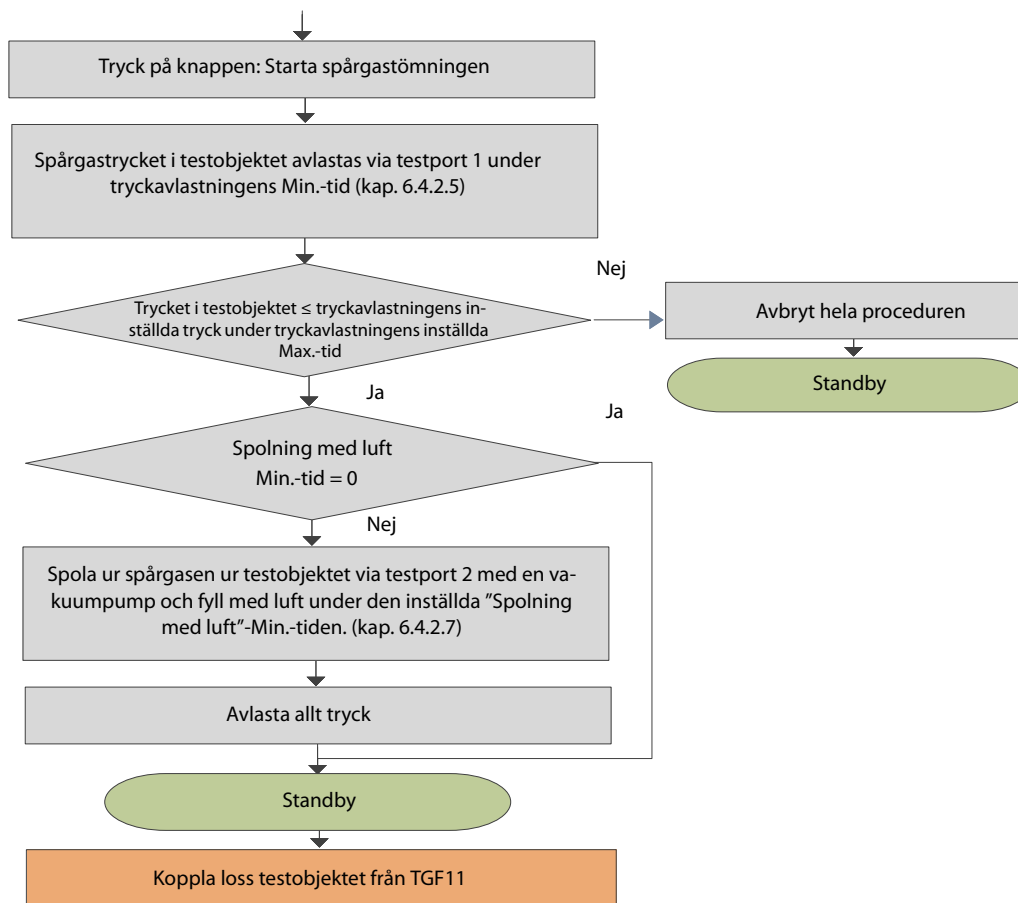 Tryck på knappen: Starta spårgastömningen
Spårgastrycket i testobjektet avlastas via testport 1 under
tryckavlastningens Min.-tid (kap. 6.4.2.5)
Nej
Trycket i testobjektet ≤ tryckavlastningens in-
ställda tryck under tryckavlastningens inställda
Max.-tid
Avbryt hela proceduren
Standby
Ja
Ja
Spolning med luft
Min.-tid = 0
Nej
Spola ur spårgasen ur testobjektet via testport 2 med en va-
kuumpump och fyll med luft under den inställda ”Spolning
med luft”-Min.-tiden. (kap. 6.4.2.7)
Avlasta allt tryck
Standby
Koppla loss testobjektet från TGF11